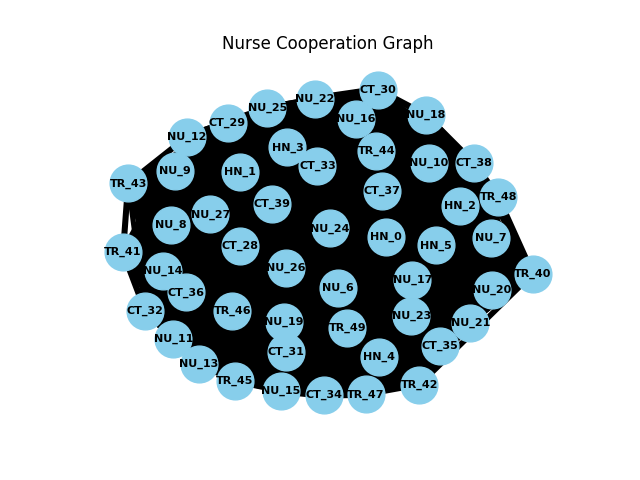 Nurse Cooperation Graph
CT_30
NU_22
NU_25
NU_18
NU_16
CT_29
NU_12
HN_3
TR_44
NU_10
CT_38
CT_33
NU_9
HN_1
TR_43
CT_37
TR_48
CT_39
HN_2
NU_27
NU_8
NU_24
HN_0
NU_7
HN_5
CT_28
TR_41
NU_26
NU_14
TR_40
NU_17
NU_6
NU_20
CT_36
CT_32
TR_46
NU_23
NU_19
NU_21
TR_49
NU_11
CT_35
CT_31
HN_4
NU_13
TR_45
TR_42
NU_15
TR_47
CT_34